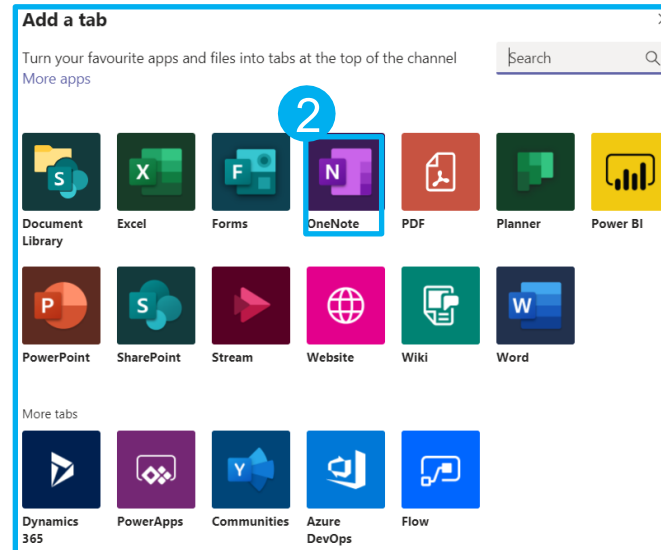 Add a tab
Turn your favourite apps and files into tabs at the top of the channel
Search
More apps
2
S
X
F
N
Document Library
Excel
Forms
OneNote
PDF
Planner
Power BI
P
S
W
PowerPoint
SharePoint
Stream
Website
Wiki
Word
More tabs
Y
Dynamics 365
PowerApps
Communities
Azure DevOps
Flow